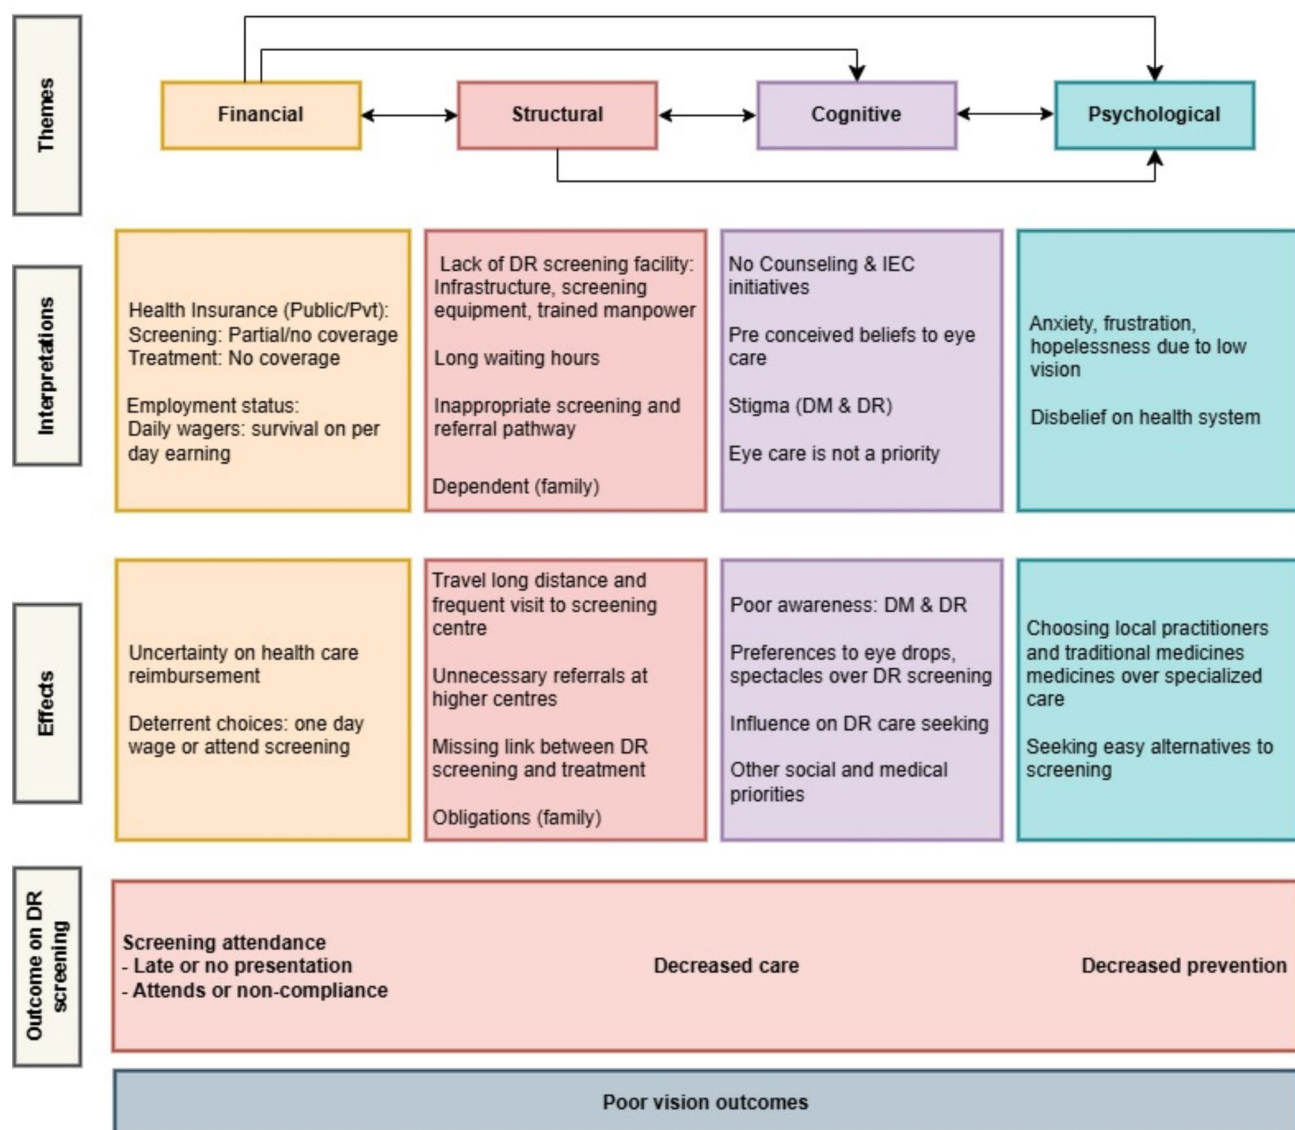 Themes
Financial
Structural
Cognitive
Psychological
Interpretations
Health Insurance (Public/Pvt):
Screening: Partial/no coverage
Treatment: No coverage
Employment status:
Daily wagers: survival on per
day earning
Lack of DR screening facility:
Infrastructure, screening
equipment, trained manpower
Long waiting hours
Inappropriate screening and
referral pathway
Dependent (family)
No Counseling & IEC
initiatives
Pre conceived beliefs to eye
care
Stigma (DM & DR)
Eye care is not a priority
Anxiety, frustration,
hopelessness due to low
vision
Disbelief on health system
Effects
Uncertainty on health care
reimbursement
Deterrent choices: one day
wage or attend screening
Travel long distance and
frequent visit to screening
centre
Unnecessary referrals at
higher centres
Missing link between DR
screening and treatment
Obligations (family)
Poor awareness: DM & DR
Preferences to eye drops,
spectacles over DR screening
Influence on DR care seeking
Other social and medical
priorities
Choosing local practitioners
and traditional medicines
medicines over specialized
care
Seeking easy alternatives to
screening
Outcome on DR
screening
Screening attendance
- Late or no presentation
- Attends or non-compliance
Decreased care
Decreased prevention
Poor vision outcomes